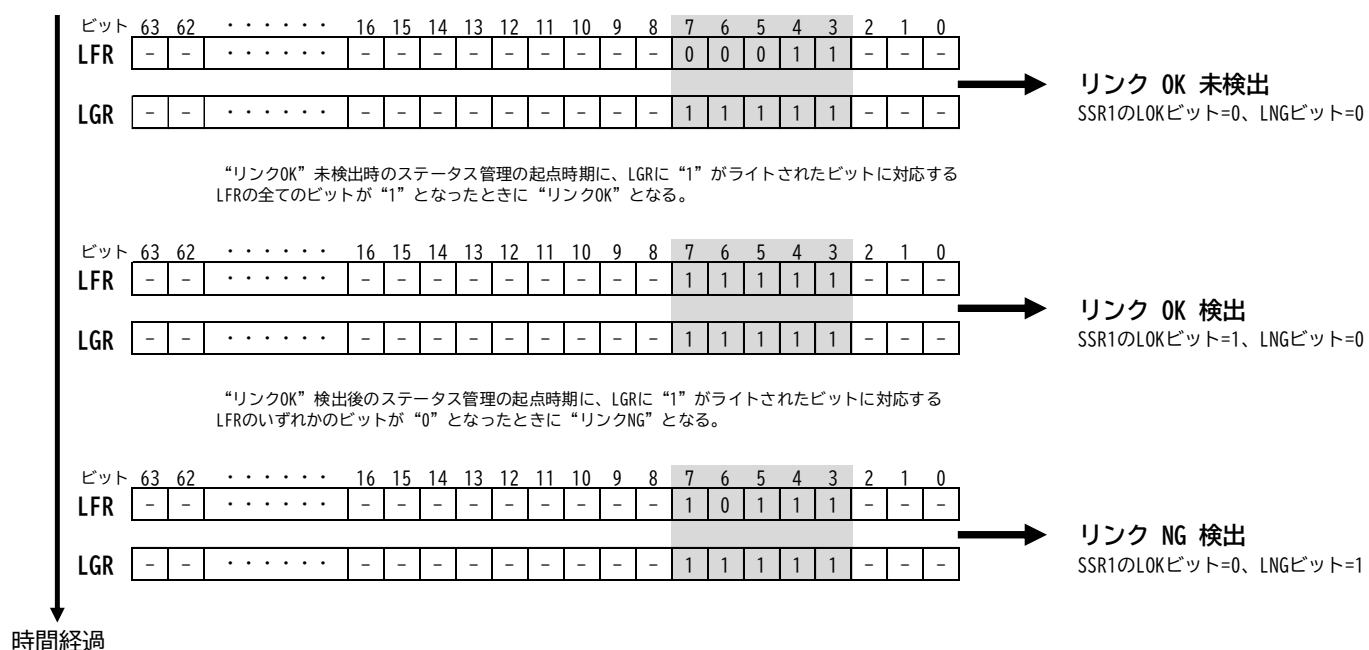 ビット 63 62 ・・・・・・ 16 15 14 13 12 11 10 9 8 7 6 5 4 3 2 1 0
LFR - - ・・・・・・ - - - - - - - - - 0 0 0 1 1 - - -
リンク OK 未検出
LGR - - ・・・・・・ - - - - - - - - - 1 1 1 1 1 - - -
SSR1のLOKビット=0、LNGビット=0
“リンクOK”未検出時のステータス管理の起点時期に、LGRに“1”がライトされたビットに対応する
LFRの全てのビットが“1”となったときに“リンクOK”となる。
ビット 63 62 ・・・・・・ 16 15 14 13 12 11 10 9 8 7 6 5 4 3 2 1 0
LFR - - ・・・・・・ - - - - - - - - - 1 1 1 1 1 - - -
リンク OK 検出
LGR - - ・・・・・・ - - - - - - - - - 1 1 1 1 1 - - -
SSR1のLOKビット=1、LNGビット=0
“リンクOK”検出後のステータス管理の起点時期に、LGRに“1”がライトされたビットに対応する
LFRのいずれかのビットが“0”となったときに“リンクNG”となる。
ビット 63 62 ・・・・・・ 16 15 14 13 12 11 10 9 8 7 6 5 4 3 2 1 0
LFR - - ・・・・・・ - - - - - - - - - 1 0 1 1 1 - - -
リンク NG 検出
LGR - - ・・・・・・ - - - - - - - - - 1 1 1 1 1 - - -
SSR1のLOKビット=0、LNGビット=1
時間経過